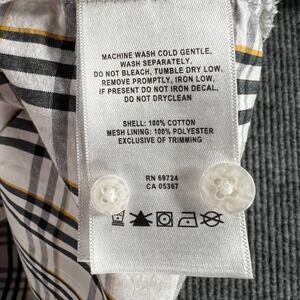 MACHINE WASH COLD GENTLE,
WASH SEPARATELY,
DO NOT BLEACH, TUMBLE DRY LOW,
REMOVE PROMPTLY, IRON LOW,
IF PRESENT DO NOT IRON DECAL,
DO NOT DRYCLEAN
SHELL: 100% COTTON
MESH LINING: 100% POLYESTER
EXCLUSIVE OF TRIMMING
RN 69724
CA 05367